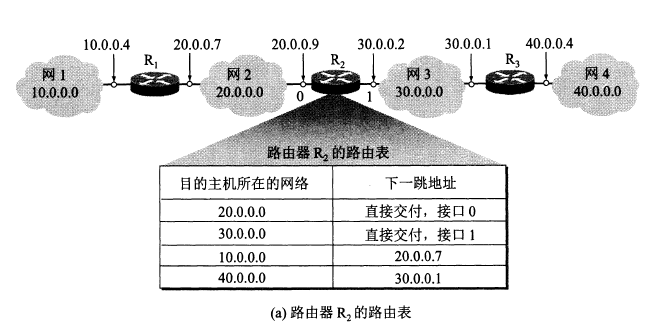 10.0.0.4 20.0.0.7 20.0.0.9 30.0.0.2 30.0.0.1 40.0.0.4
R1 R2 R3
网 1 网 2 网 3 网 4
10.0.0.0 20.0.0.0 0 1 30.0.0.0 40.0.0.0
路由器 R2 的路由表
目的主机所在的网络 下一跳地址
20.0.0.0 直接交付，接口 0
30.0.0.0 直接交付，接口 1
10.0.0.0 20.0.0.7
40.0.0.0 30.0.0.1
(a) 路由器 R2 的路由表